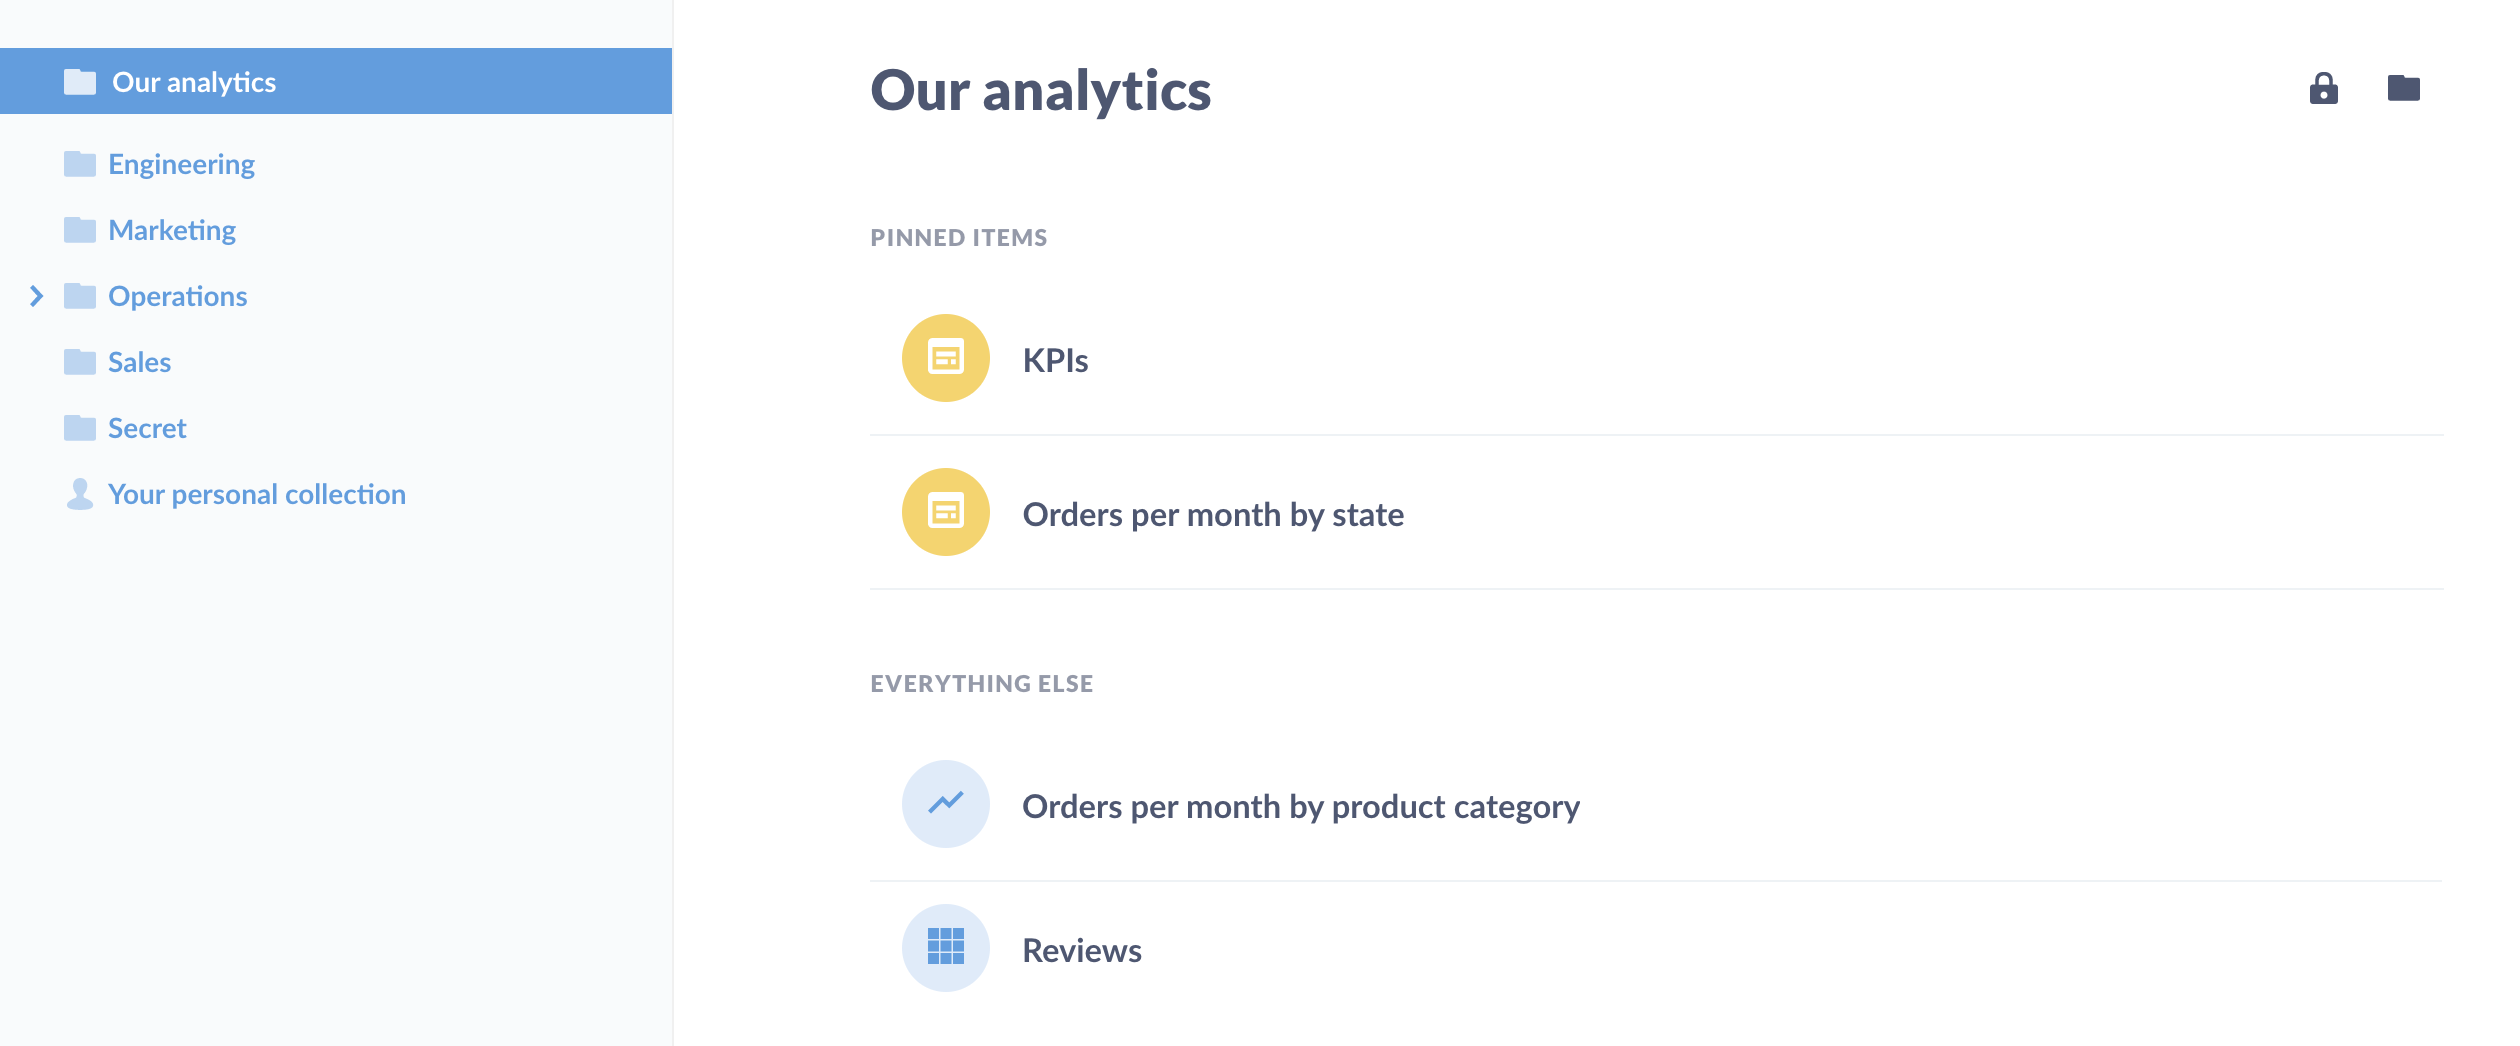 Our analytics
Engineering
Marketing
Operations
Sales
Secret
Your personal collection
Our analytics
PINNED ITEMS
KPIs
Orders per month by state
EVERYTHING ELSE
Orders per month by product category
Reviews